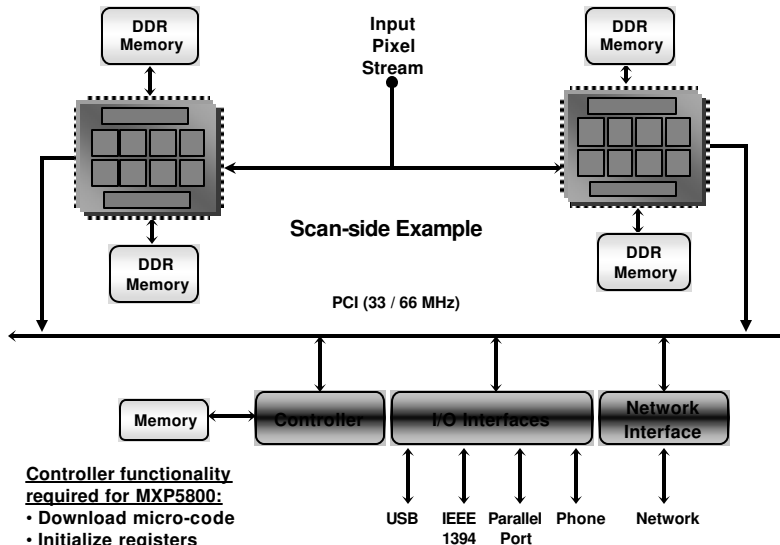 DDR
Memory
Input
Pixel
Stream
DDR
Memory
Scan-side Example
DDR
Memory
DDR
Memory
PCI (33 / 66 MHz)
Memory
Controller
I/O Interfaces
Network
Interface
Controller functionality
required for MXP5800:
• Download micro-code
• Initialize registers
USB
IEEE
1394
Parallel
Port
Phone
Network